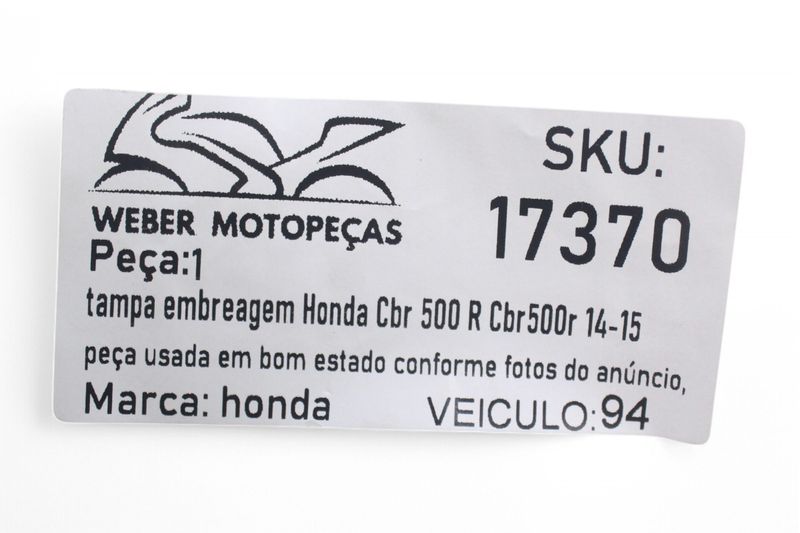 WEBER MOTOPEÇAS
SKU:
17370
Peça:1
tampa embreagem Honda Cbr 500 R Cbr500r 14-15
peça usada em bom estado conforme fotos do anúncio,
Marca: honda
VEICULO:94